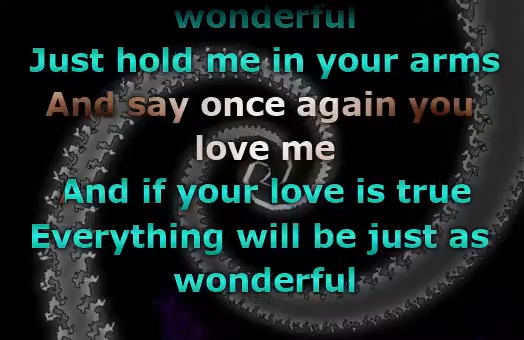 wonderful
Just hold me in your arms
And say once again you
love me
And if your love is true
Everything will be just as
wonderful